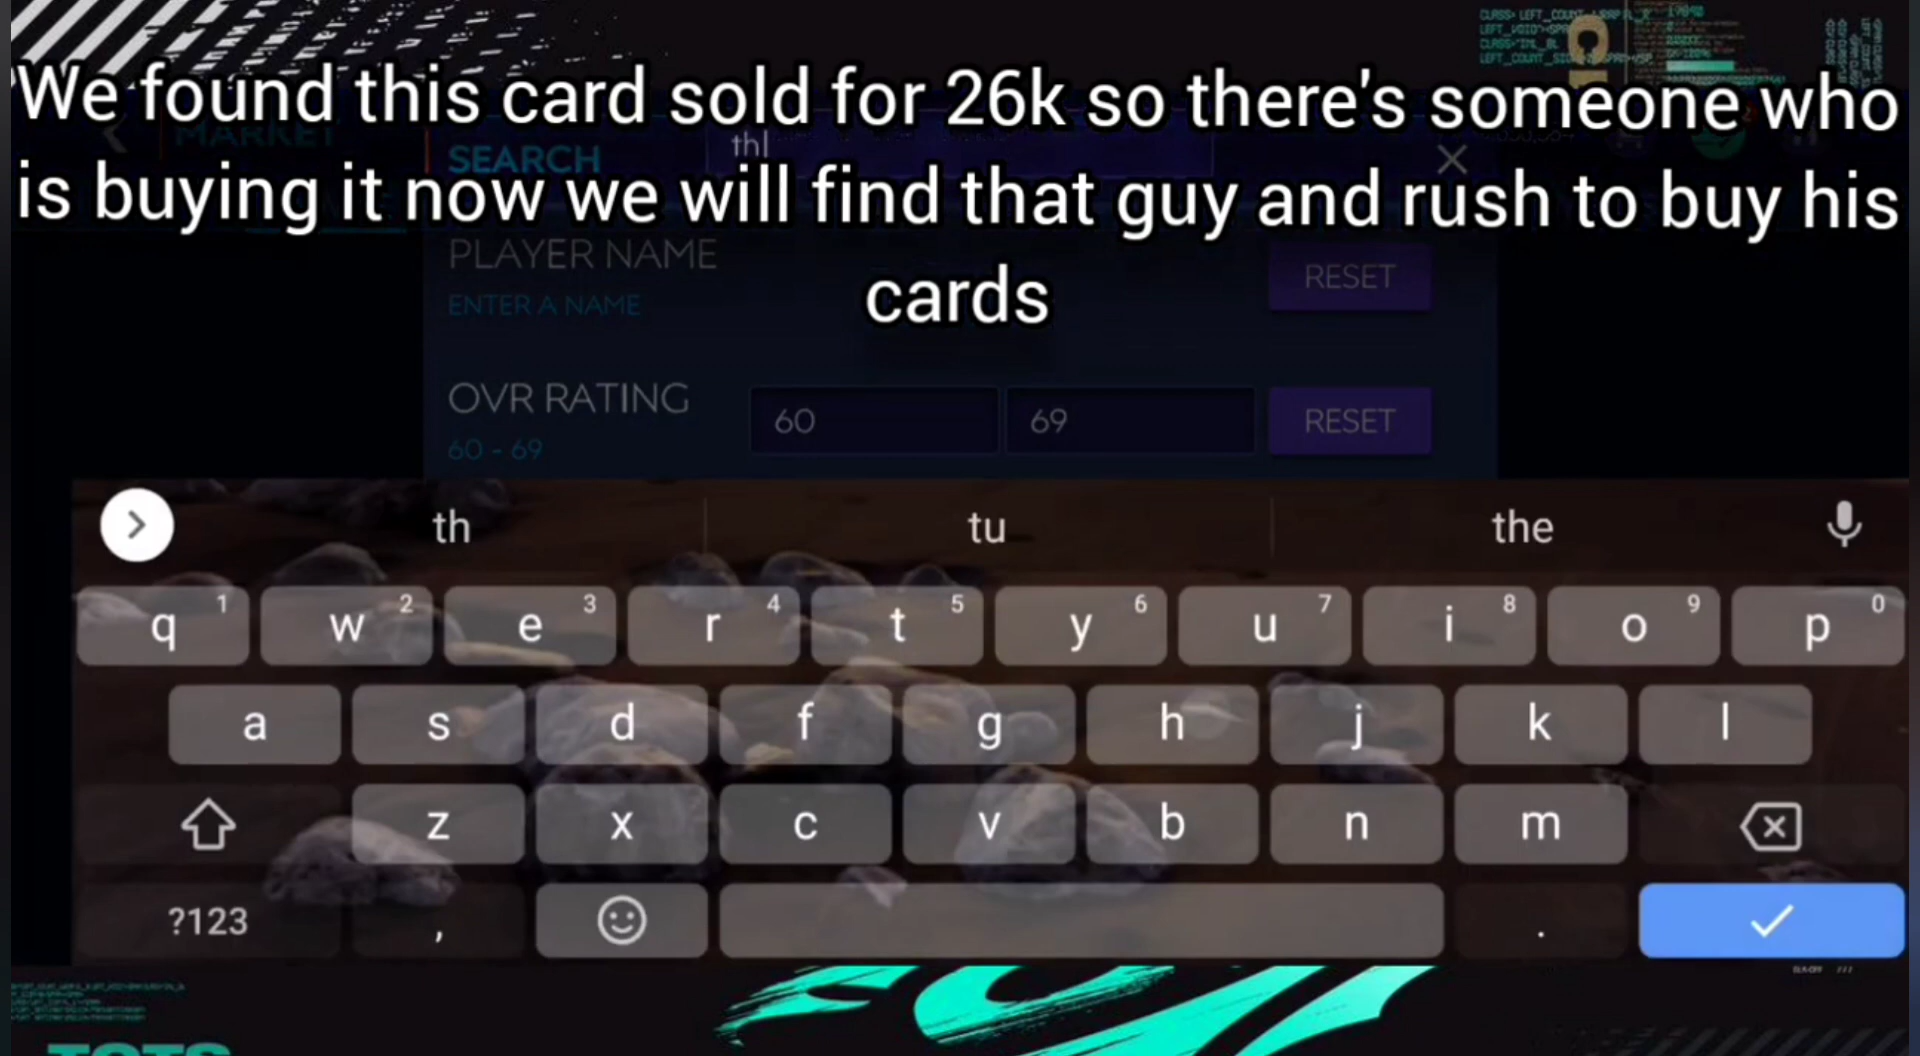 We found this card sold for 26k so there's someone who
is buying it now we will find that guy and rush to buy his
cards
MARKET
SEARCH
th
PLAYER NAME
RESET
ENTER A NAME
OVR RATING
60
69
RESET
60 - 69
th
tu
the
q 1 w 2 e 3 r 4 t 5 y 6 u 7 i 8 o 9 p 0
a s d f g h j k l
z x c v b n m
?123 , .